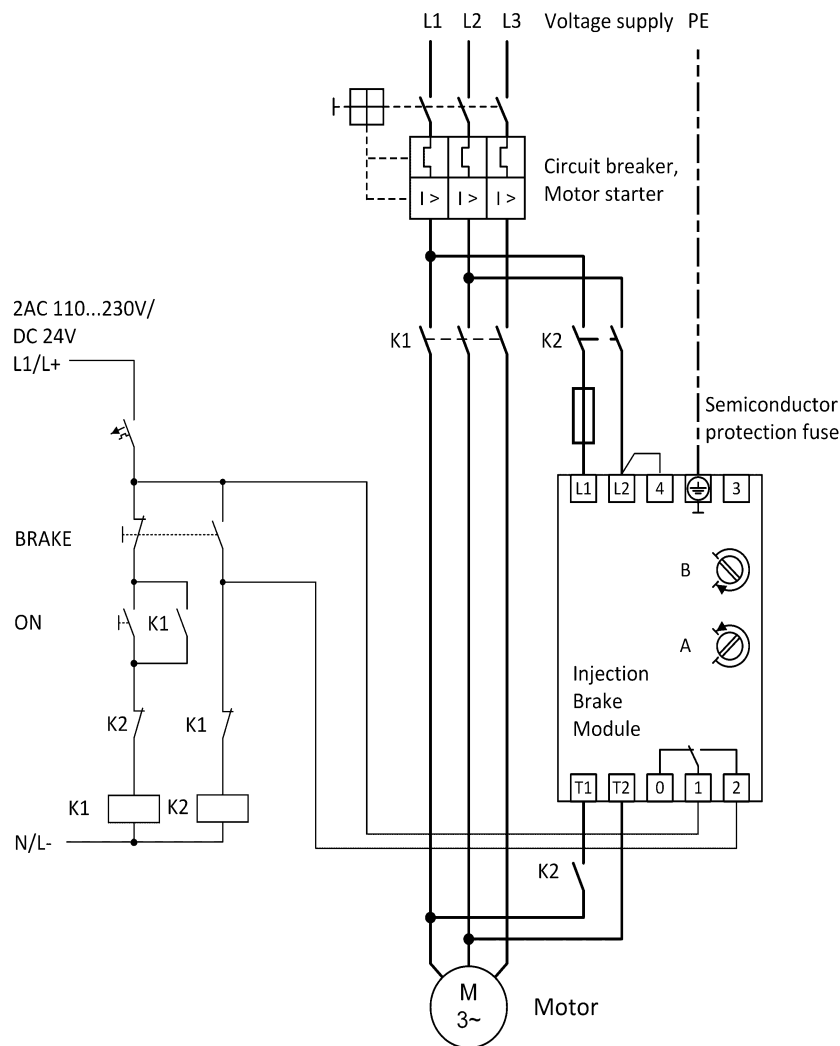 L1 L2 L3 Voltage supply PE
Circuit breaker,
Motor starter
I > I > I >
2AC 110...230V/
DC 24V
L1/L+
K1 K2
Semiconductor
protection fuse
L1 L2 4 3
BRAKE
B
ON K1
A
Injection
Brake
Module
K2 K1
T1 T2 0 1 2
K1 K2
N/L-
K2
M
3~
Motor